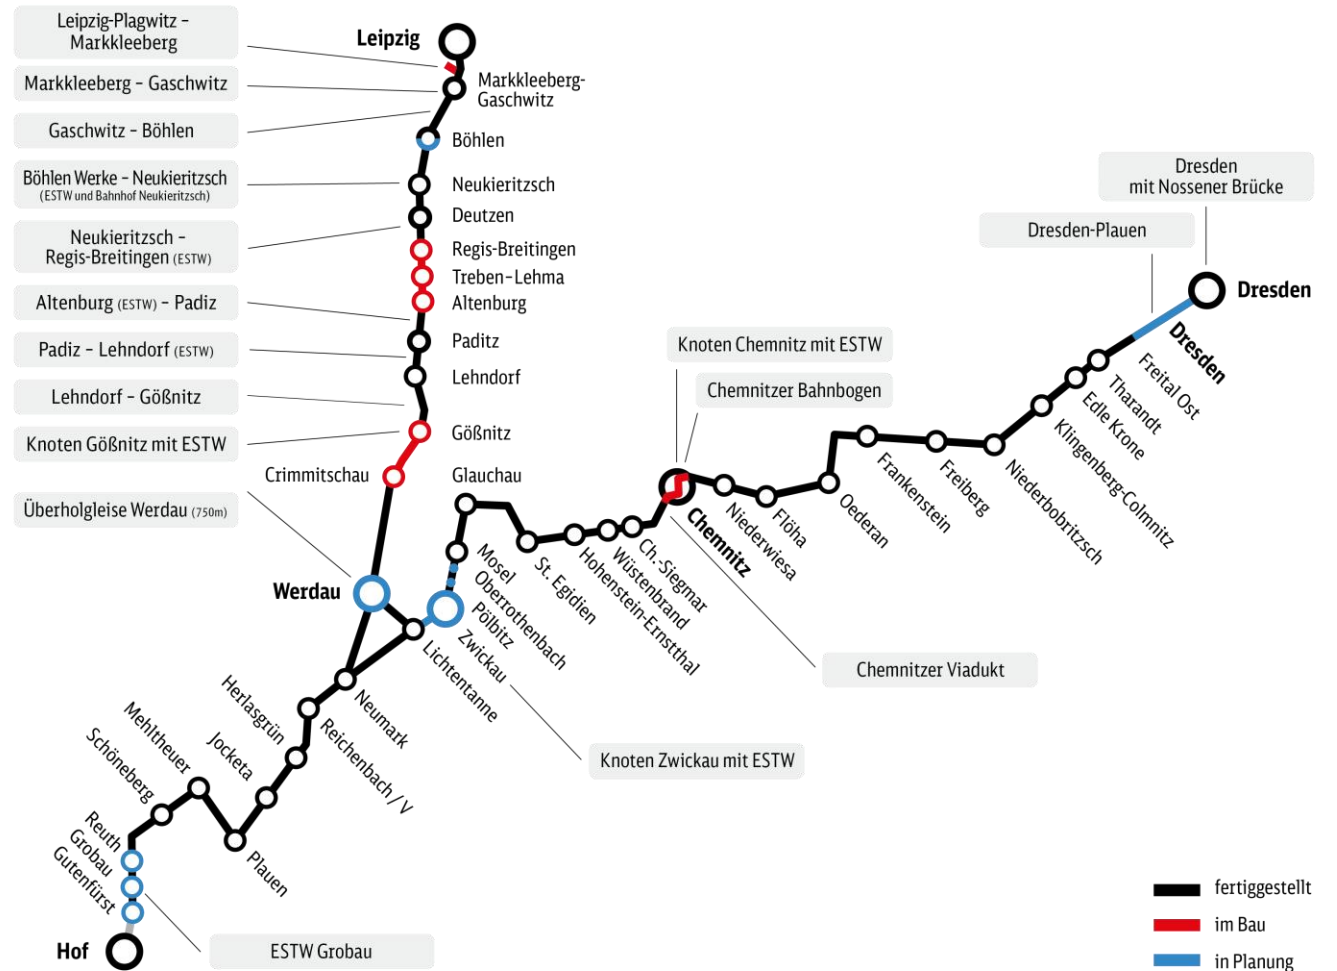 Leipzig-Plagwitz –
Markkleeberg
Markkleeberg – Gaschwitz
Gaschwitz – Böhlen
Böhlen Werke – Neukieritzsch
(ESTW und Bahnhof Neukieritzsch)
Neukieritzsch –
Regis-Breitingen (ESTW)
Altenburg (ESTW) – Padiz
Padiz – Lehndorf (ESTW)
Lehndorf – Gößnitz
Knoten Gößnitz mit ESTW
Überholgleise Werdau (750m)
Leipzig
Markkleeberg-
Gaschwitz
Böhlen
Neukieritzsch
Deutzen
Regis-Breitingen
Treben-Lehma
Altenburg
Paditz
Lehndorf
Gößnitz
Crimmitschau
Werdau
Glauchau
Mosel
Oberrothenbach
Pölbitz
Zwickau
Lichtentanne
Neumark
Reichenbach / V
Herlasgrün
Jocketa
Plauen
Mehltheuer
Schöneberg
Reuth
Grobau
Gutenfürst
Hof
ESTW Grobau
Knoten Zwickau mit ESTW
St. Egidien
Hohenstein-Ernstthal
Wüstenbrand
Ch.-Siegmar
Chemnitz
Knoten Chemnitz mit ESTW
Chemnitzer Bahnbogen
Chemnitzer Viadukt
Niederwiesa
Flöha
Oederan
Frankenstein
Freiberg
Niederbobritzsch
Klingenberg-Colmnitz
Edle Krone
Tharandt
Freital Ost
Dresden
Dresden
Dresden-Plauen
Dresden
mit Nossener Brücke
fertiggestellt
im Bau
in Planung